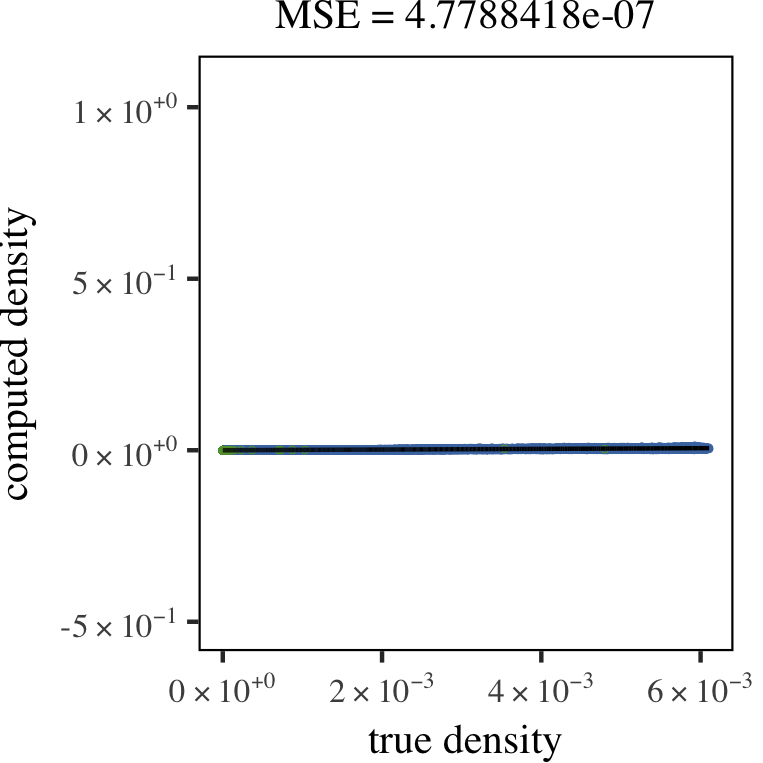 MSE = 4.7788418e-07
computed density
1 × 10⁺⁰
5 × 10⁻¹
0 × 10⁺⁰
-5 × 10⁻¹
0 × 10⁺⁰ 2 × 10⁻³ 4 × 10⁻³ 6 × 10⁻³
true density